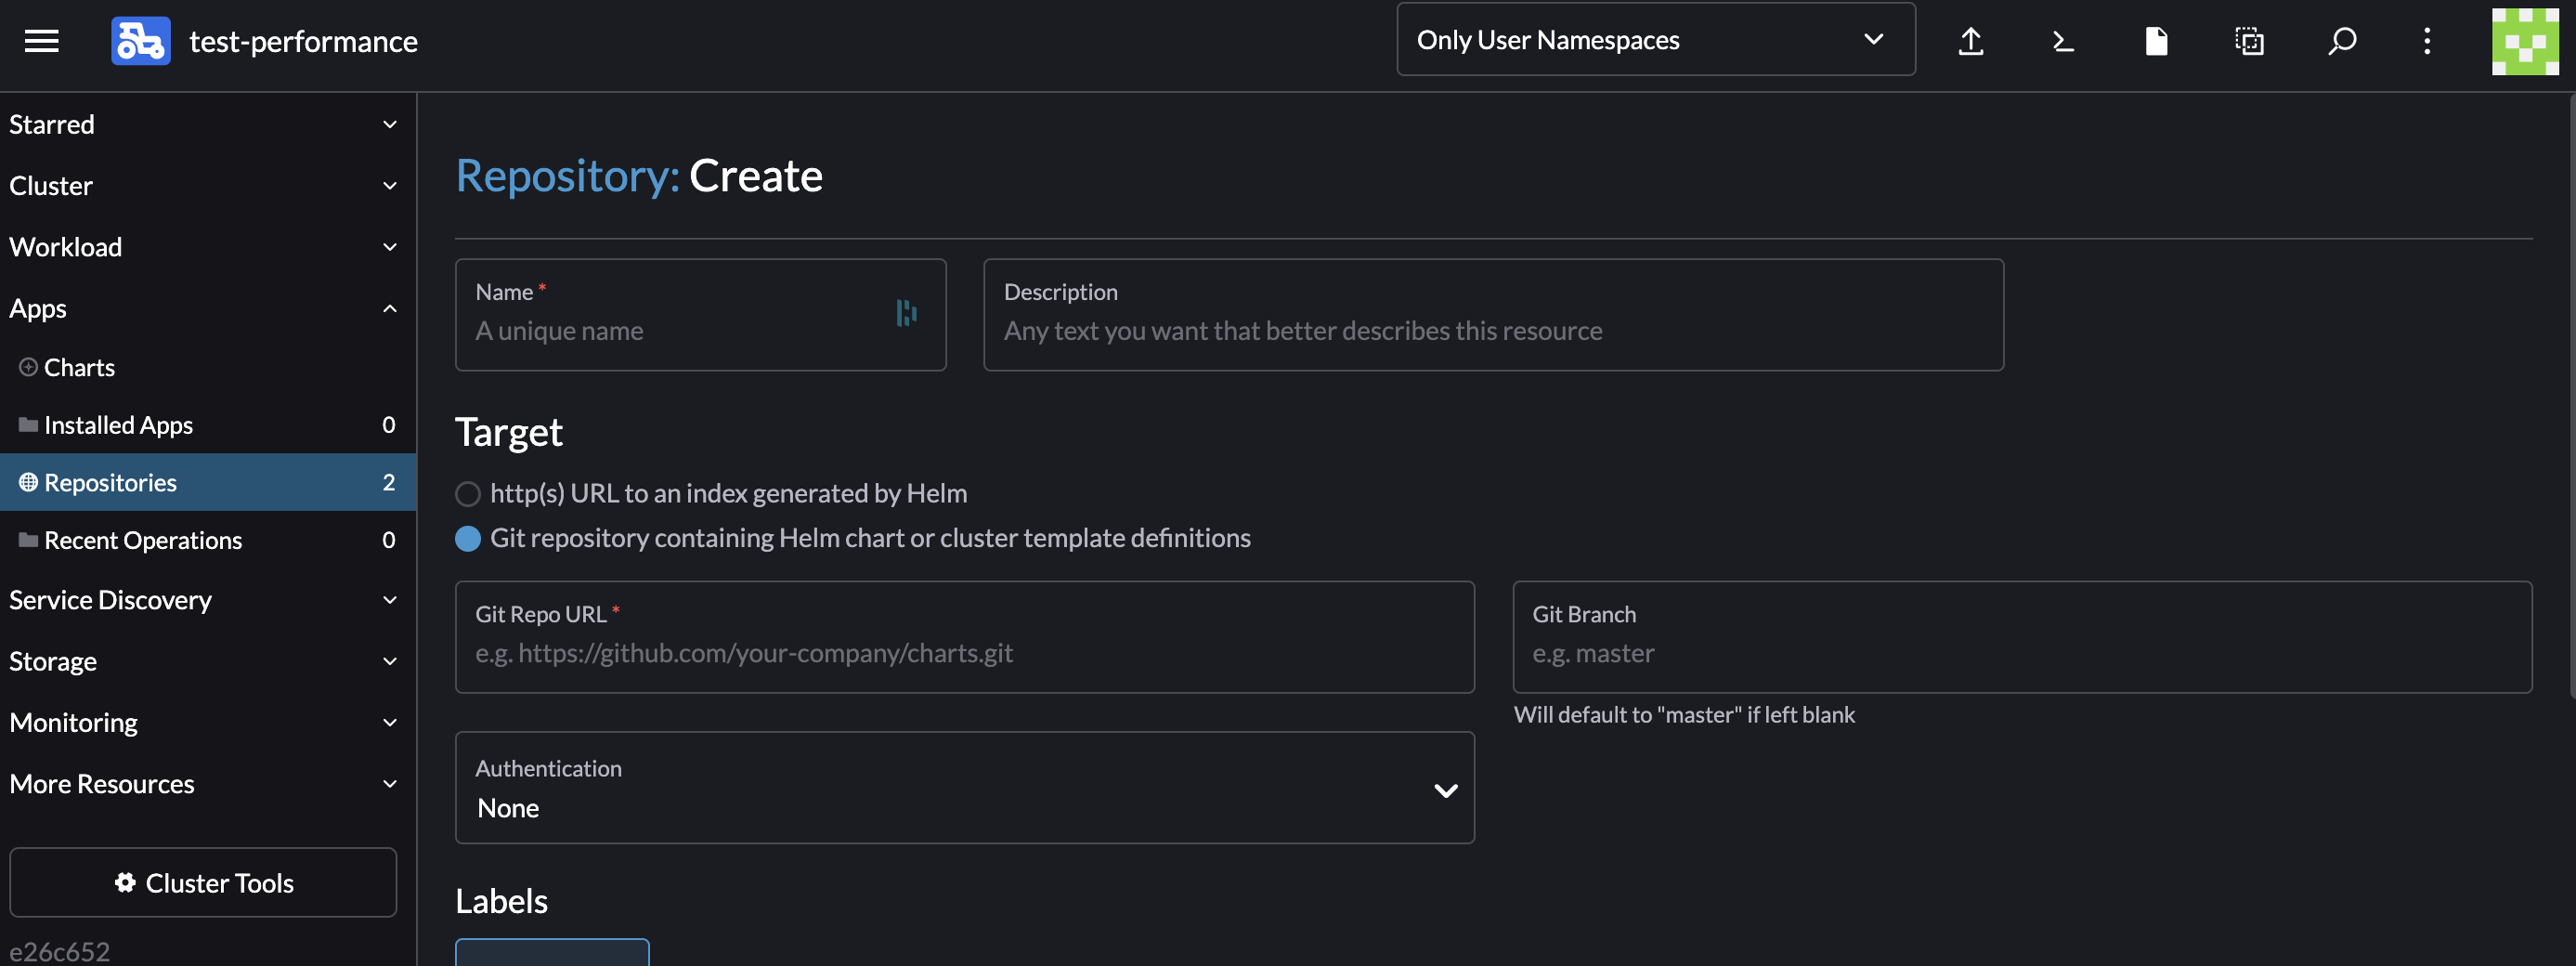 test-performance
Only User Namespaces
Starred
Cluster
Workload
Apps
Charts
Installed Apps 0
Repositories 2
Recent Operations 0
Service Discovery
Storage
Monitoring
More Resources
Cluster Tools
e26c652
Repository: Create
Name *
A unique name
Description
Any text you want that better describes this resource
Target
http(s) URL to an index generated by Helm
Git repository containing Helm chart or cluster template definitions
Git Repo URL *
e.g. https://github.com/your-company/charts.git
Git Branch
e.g. master
Will default to "master" if left blank
Authentication
None
Labels